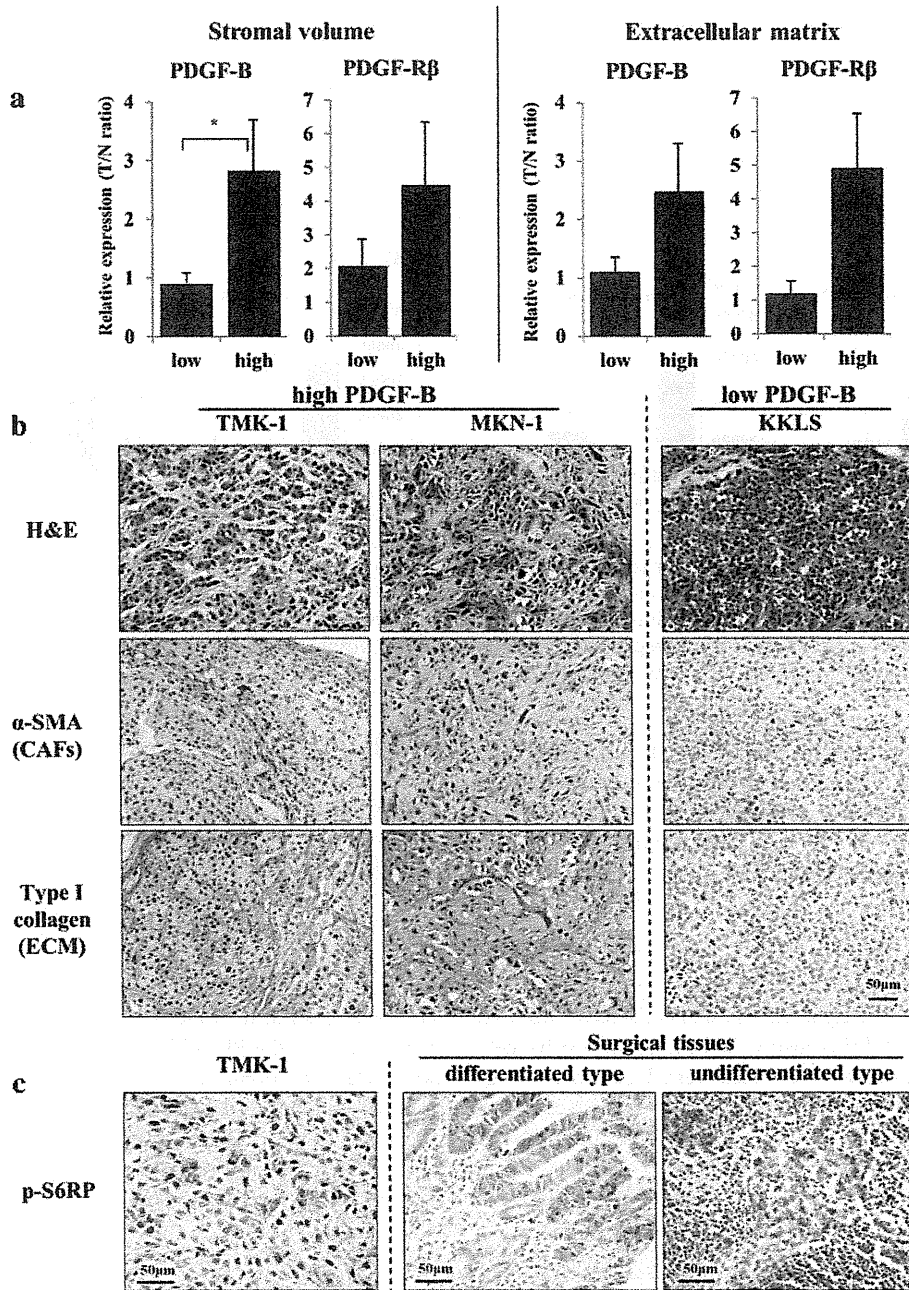 Stromal volume
Extracellular matrix
PDGF-B
PDGF-Rβ
PDGF-B
PDGF-Rβ
a
Relative expression (T/N ratio)
4
3
2
1
0
*
low
high
7
6
5
4
3
2
1
0
low
high
Relative expression (T/N ratio)
4
3
2
1
0
low
high
7
6
5
4
3
2
1
0
low
high
high PDGF-B
low PDGF-B
b
TMK-1
MKN-1
KKLS
H&E
α-SMA
(CAFs)
Type I
collagen
(ECM)
50μm
Surgical tissues
c
TMK-1
differentiated type
undifferentiated type
p-S6RP
50μm
50μm
50μm